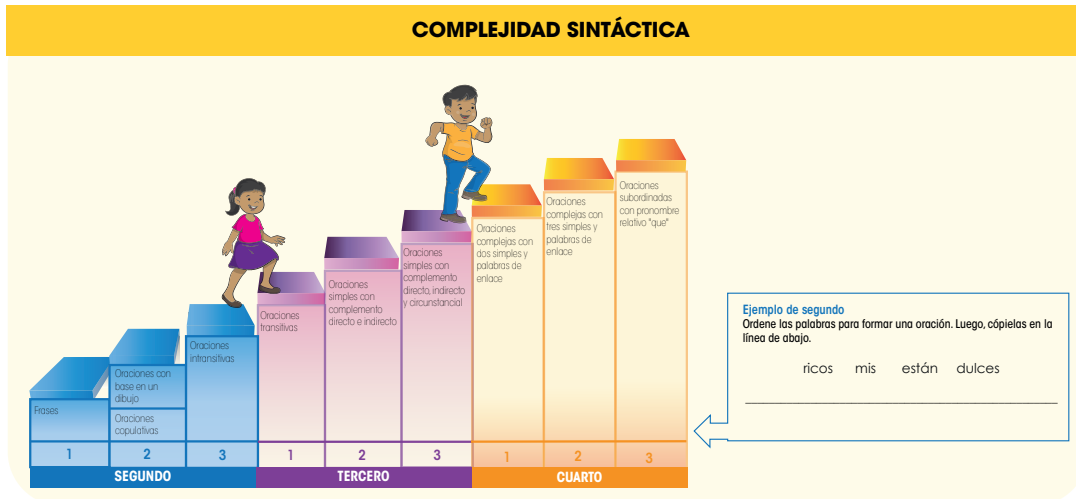 COMPLEJIDAD SINTÁCTICA
Frases
Oraciones con
base en un
dibujo
Oraciones
copulativas
Oraciones
intransitivas
Oraciones
transitivas
Oraciones
simples con
complemento
directo e indirecto
Oraciones
simples con
complemento
directo, indirecto
y circunstancial
Oraciones
complejas con
dos simples y
palabras de
enlace
Oraciones
complejas con
tres simples y
palabras de
enlace
Oraciones
subordinadas
con pronombre
relativo "que"
1 2 3 1 2 3 1 2 3
SEGUNDO TERCERO CUARTO
Ejemplo de segundo
Ordene las palabras para formar una oración. Luego, cópielas en la
línea de abajo.
ricos mis están dulces